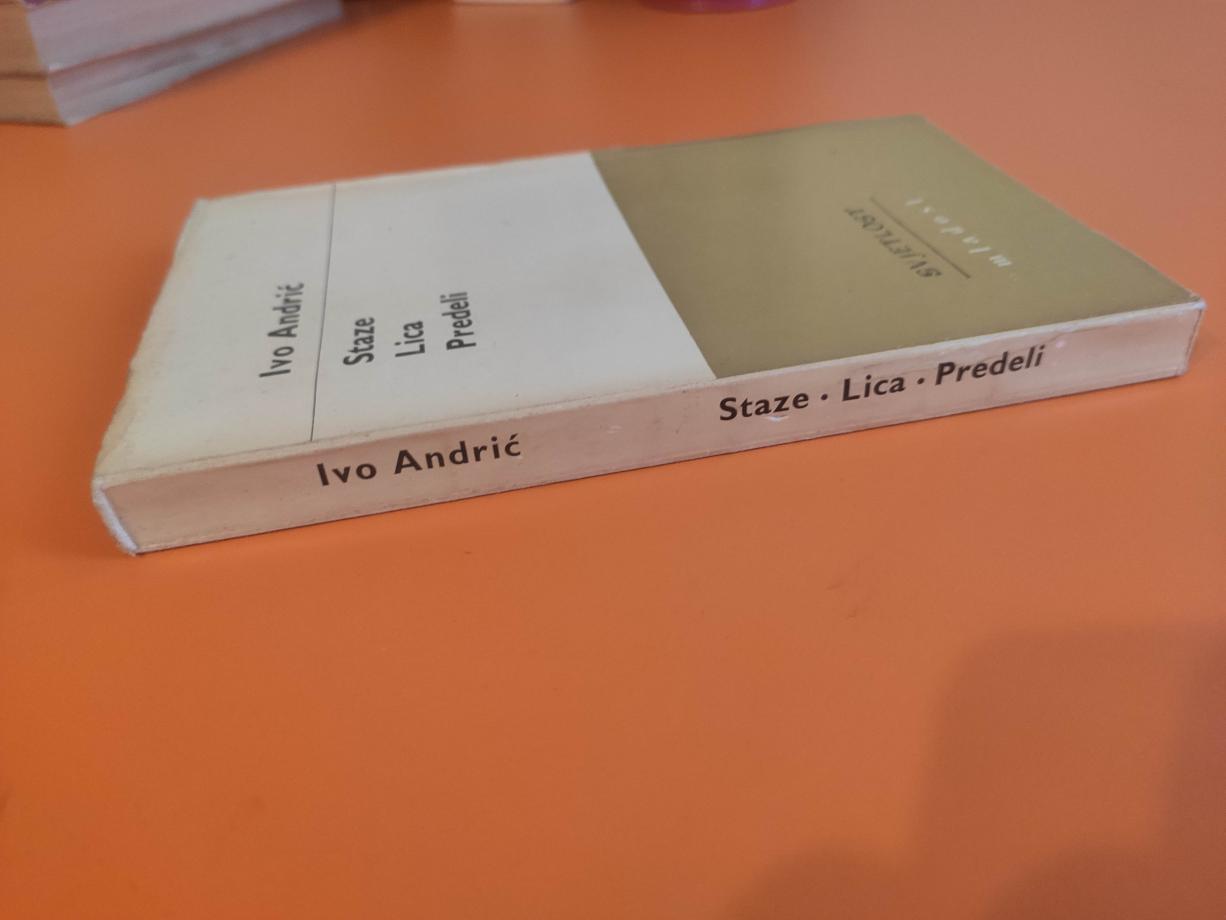 Ivo Andrić
Staze
Lica
Predeli
SVJETLOST
mladost
Ivo Andrić
Staze · Lica · Predeli